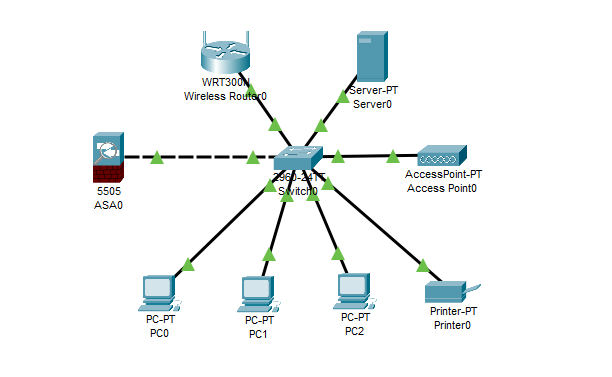 WRT300N
Wireless Router0
Server-PT
Server0
2960-24TT
Switch0
AccessPoint-PT
Access Point0
5505
ASA0
PC-PT
PC0
PC-PT
PC1
PC-PT
PC2
Printer-PT
Printer0